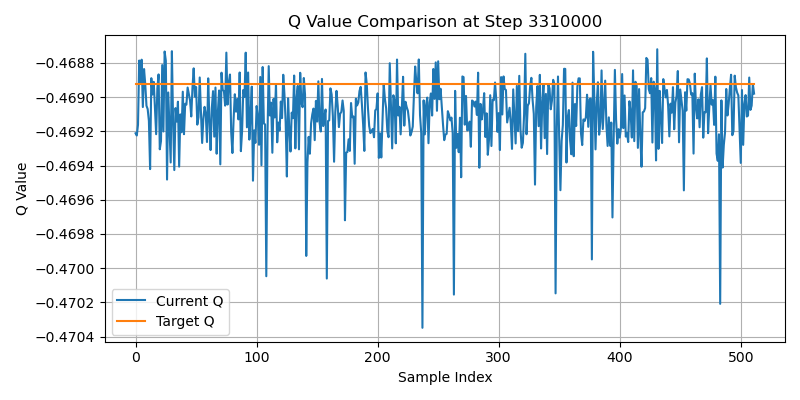 Q Value Comparison at Step 3310000
Q Value
−0.4688
−0.4690
−0.4692
−0.4694
−0.4696
−0.4698
−0.4700
−0.4702
−0.4704
Current Q
Target Q
0 100 200 300 400 500
Sample Index